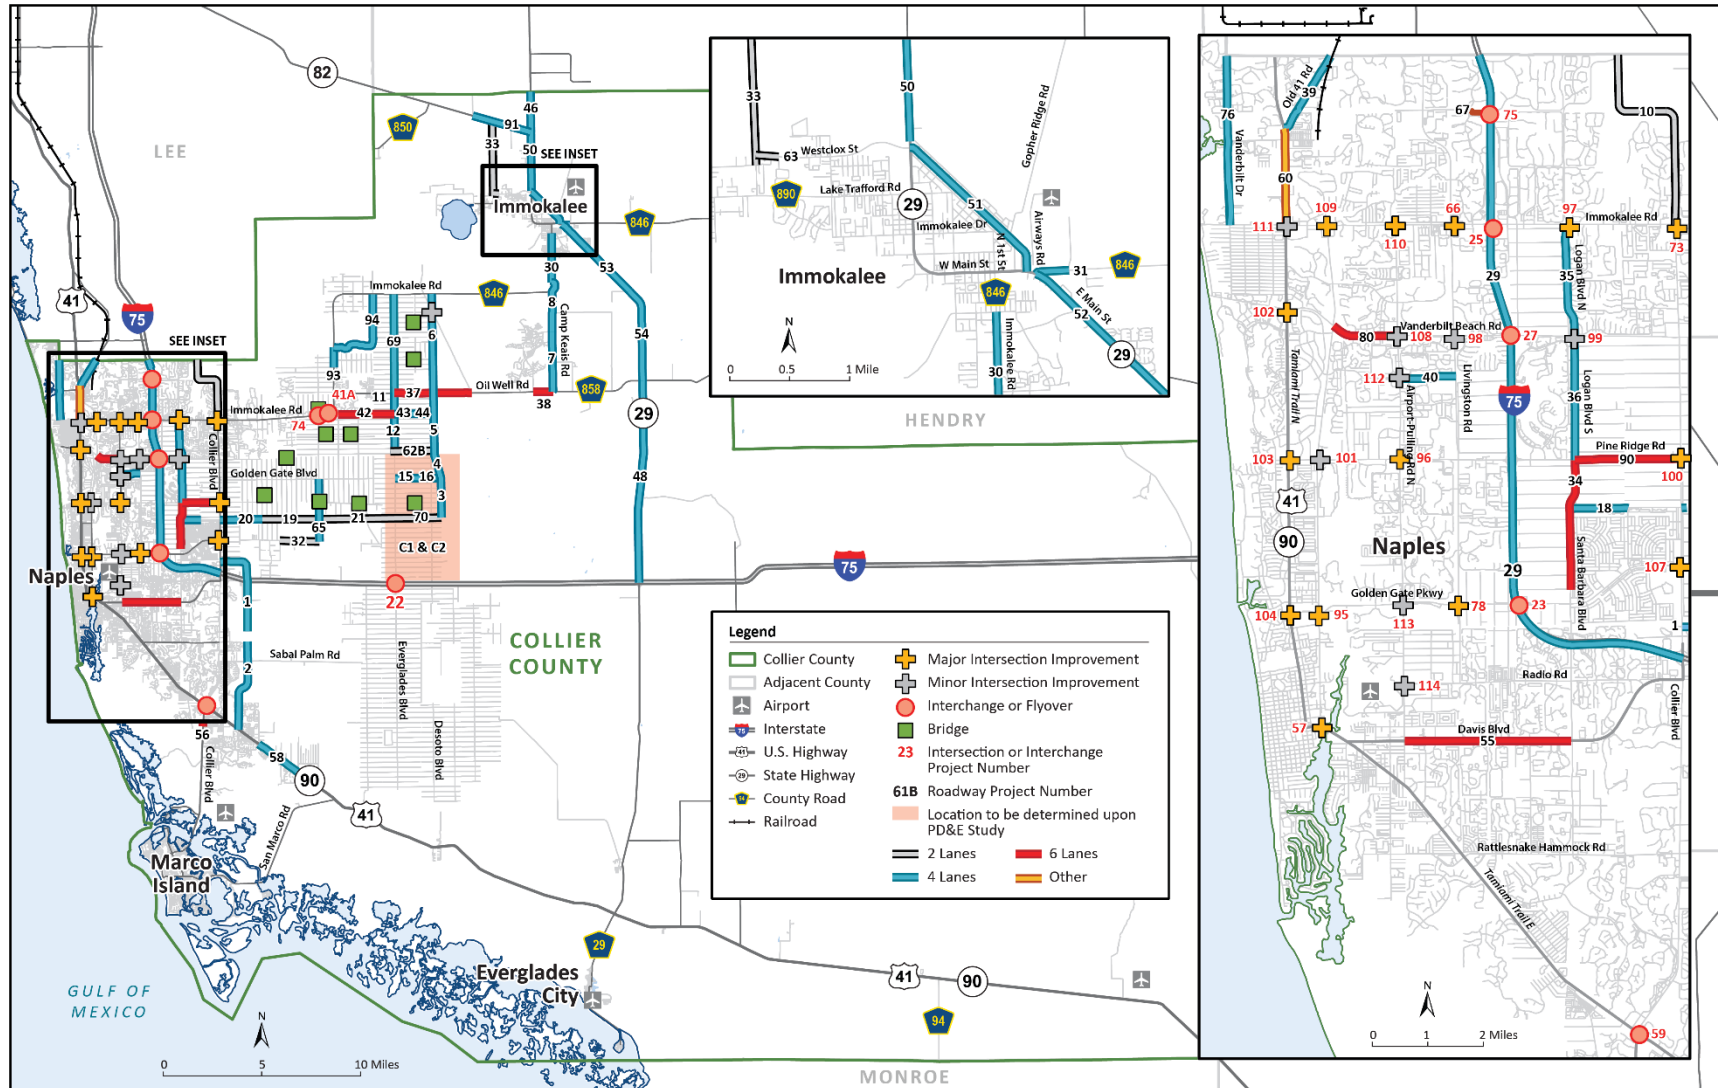 82
LEE
850
91
46
33
50
SEE INSET
Immokalee
846
53
30
Immokalee Rd
846
8
Camp Keais Rd
7
54
41
75
SEE INSET
94
69
6
93
41A
11
37
Oil Well Rd
38
858
Immokalee Rd
74
42
43
44
12
5
29
62B
4
Golden Gate Blvd
15
16
3
48
Collier Blvd
20
19
65
21
70
32
C1 & C2
Naples
22
75
1
2
Sabal Palm Rd
Everglades Blvd
Desoto Blvd
COLLIER
COUNTY
56
Collier Blvd
58
90
41
San Marco Rd
Marco
Island
GULF OF
MEXICO
Everglades
City
29
41
90
94
MONROE
HENDRY
N
0
5
10 Miles
33
50
Gopher Ridge Rd
63
Westclox St
890
Lake Trafford Rd
29
51
Immokalee Dr
N 1st St
Airways Rd
W Main St
31
846
Immokalee
846
E Main St
52
29
Immokalee Rd
30
N
0
0.5
1 Mile
Legend
Collier County
Adjacent County
Airport
75
Interstate
41
U.S. Highway
29
State Highway
14
County Road
Railroad
Major Intersection Improvement
Minor Intersection Improvement
Interchange or Flyover
Bridge
23
Intersection or Interchange
Project Number
61B
Roadway Project Number
Location to be determined upon
PD&E Study
2 Lanes
6 Lanes
4 Lanes
Other
76
Vanderbilt Dr
Old 41 Rd
39
67
75
10
60
111
109
110
66
25
97
Immokalee Rd
73
29
35
Logan Blvd N
102
80
Vanderbilt Beach Rd
108
98
27
99
112
40
Tamiami Trail N
Airport-Pulling Rd N
Livingston Rd
75
36
Logan Blvd S
Pine Ridge Rd
90
103
101
96
100
34
41
18
90
Naples
Santa Barbara Blvd
107
29
Golden Gate Pkwy
104
95
113
78
23
1
114
Radio Rd
Collier Blvd
57
Davis Blvd
55
Rattlesnake Hammock Rd
Tamiami Trail E
N
0
1
2 Miles
59